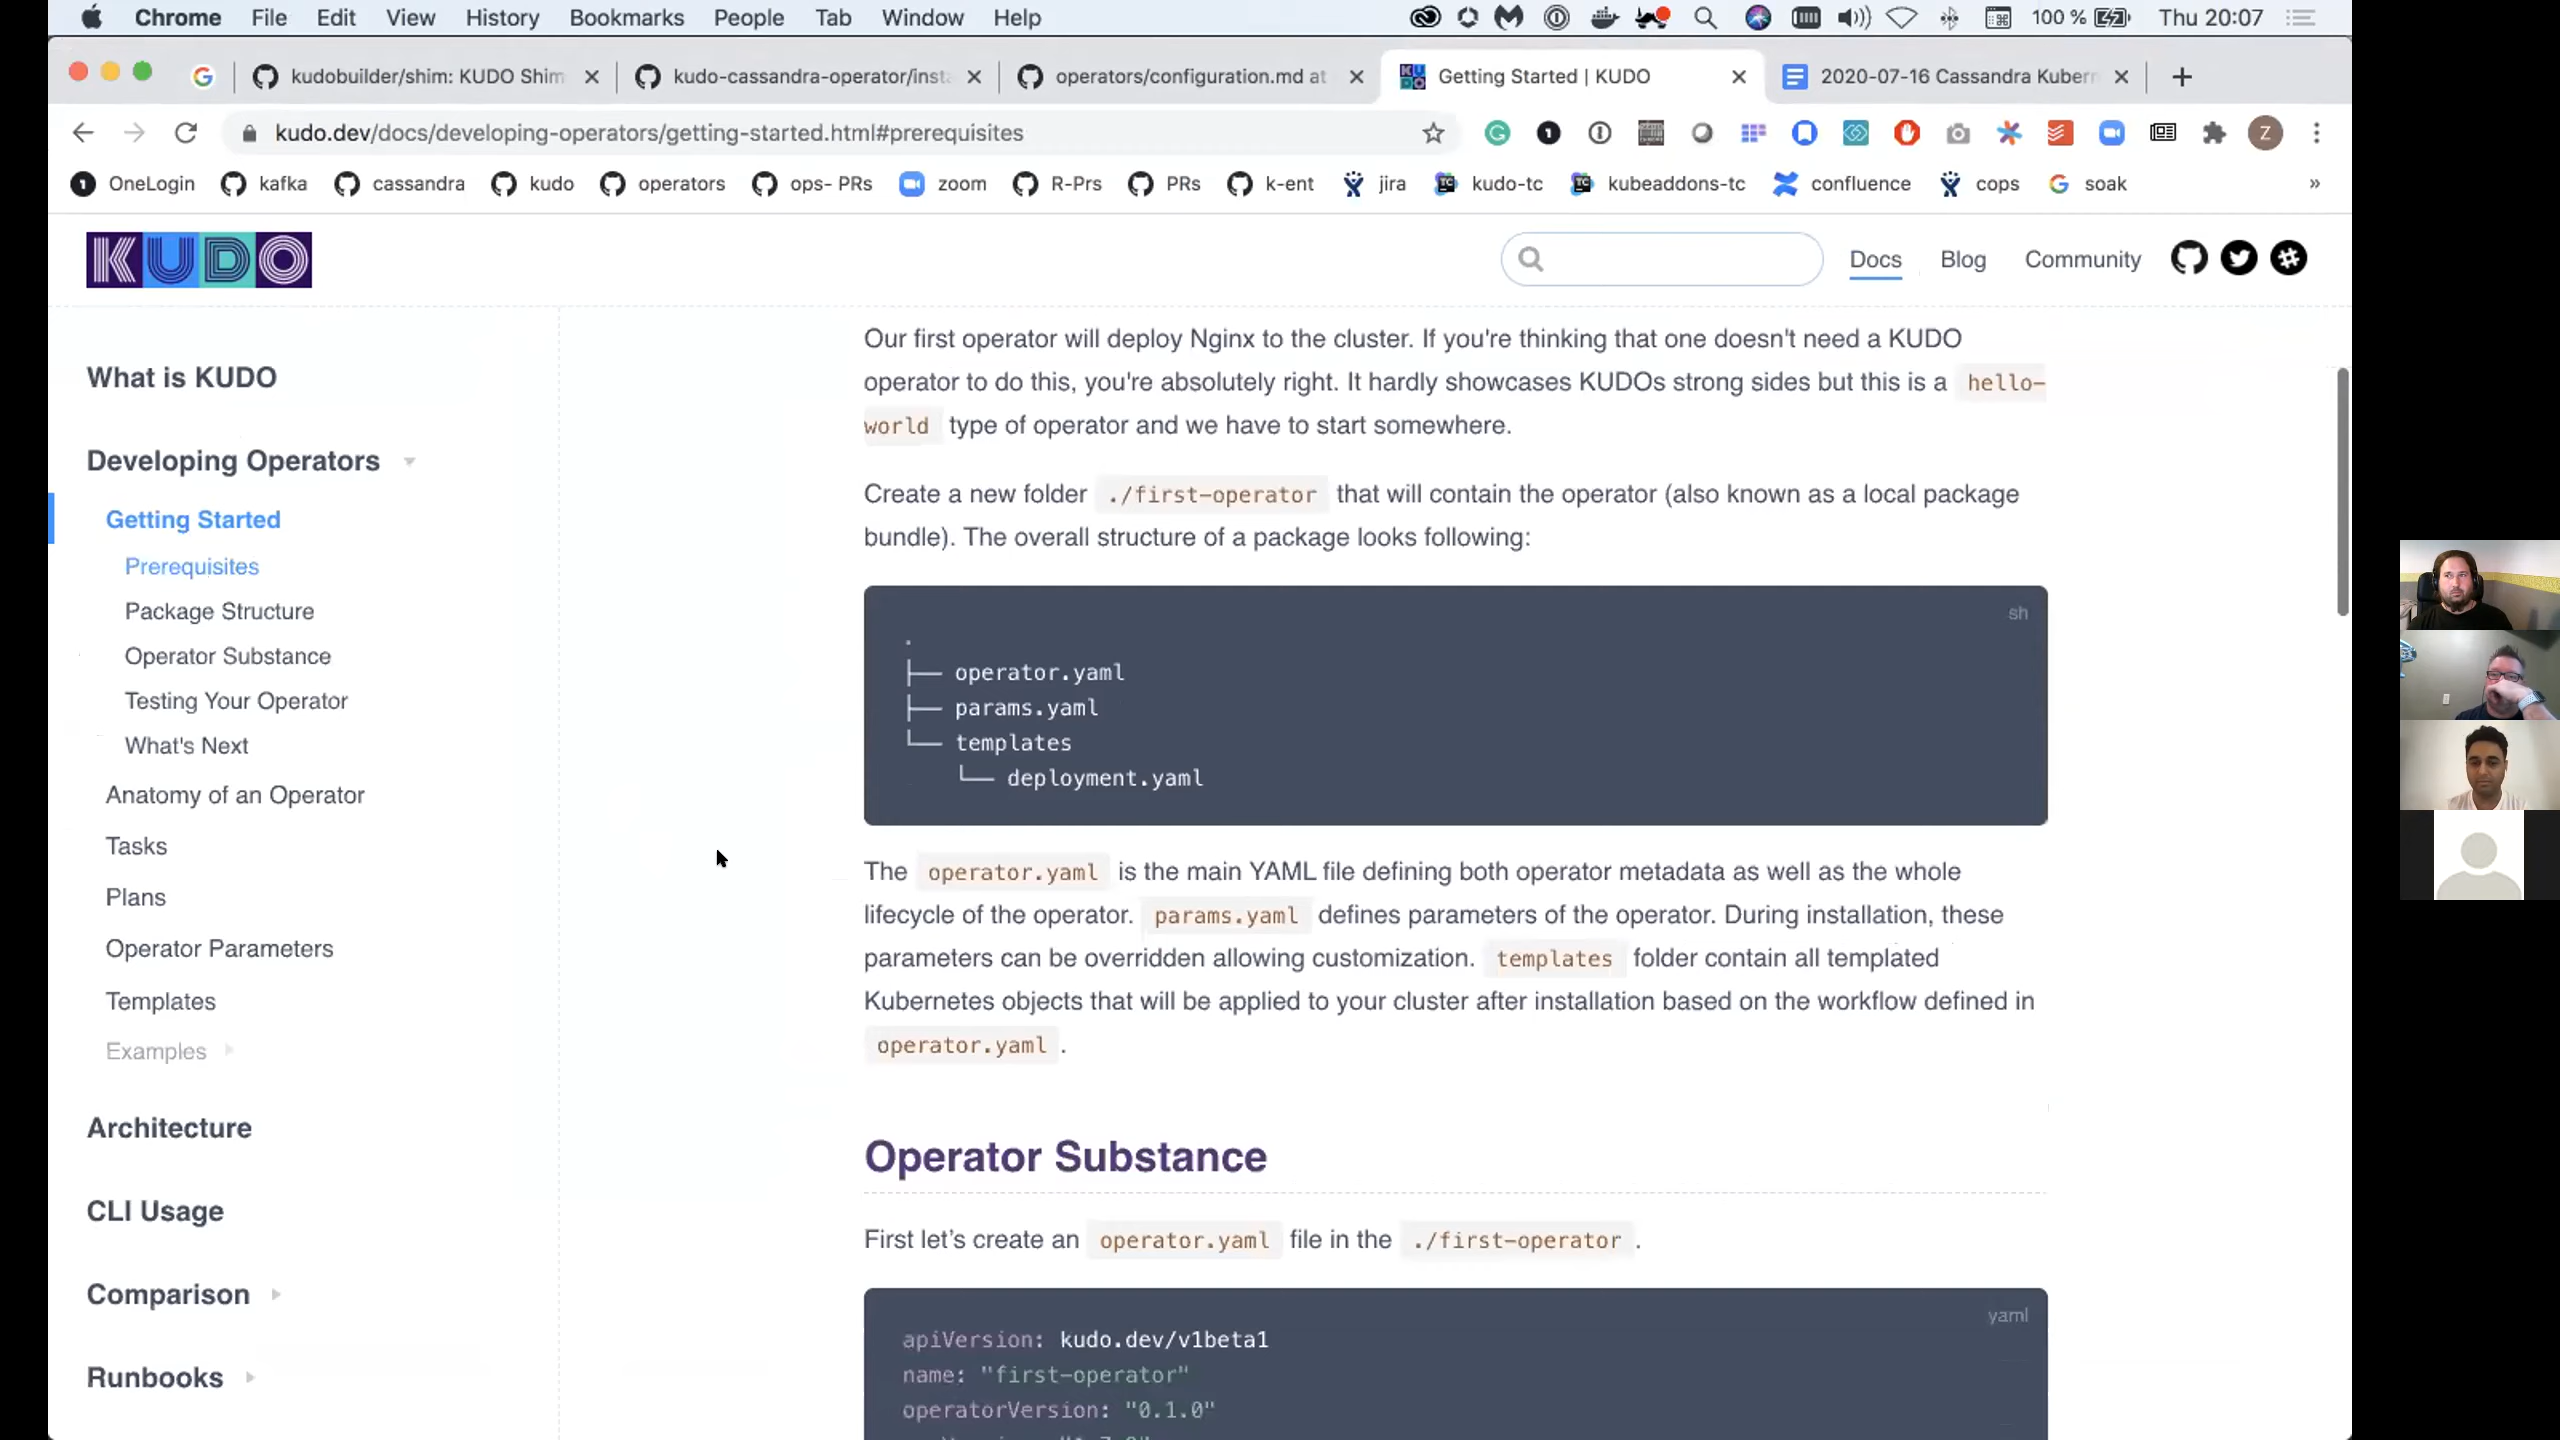 Chrome File Edit View History Bookmarks People Tab Window Help 100 % Thu 20:07
kudobuilder/shim: KUDO Shim
kudo-cassandra-operator/insta
operators/configuration.md at
Getting Started | KUDO
2020-07-16 Cassandra Kubern
kudo.dev/docs/developing-operators/getting-started.html#prerequisites
Z
OneLogin kafka cassandra kudo operators ops- PRs zoom R-Prs PRs k-ent jira kudo-tc kubeaddons-tc confluence cops soak »
KUDO
Docs Blog Community
What is KUDO
Developing Operators
Getting Started
Prerequisites
Package Structure
Operator Substance
Testing Your Operator
What's Next
Anatomy of an Operator
Tasks
Plans
Operator Parameters
Templates
Examples
Architecture
CLI Usage
Comparison
Runbooks
Our first operator will deploy Nginx to the cluster. If you're thinking that one doesn't need a KUDO
operator to do this, you're absolutely right. It hardly showcases KUDOs strong sides but this is a hello-
world type of operator and we have to start somewhere.
Create a new folder ./first-operator that will contain the operator (also known as a local package
bundle). The overall structure of a package looks following:
sh
.
├── operator.yaml
├── params.yaml
└── templates
└── deployment.yaml
The operator.yaml is the main YAML file defining both operator metadata as well as the whole
lifecycle of the operator. params.yaml defines parameters of the operator. During installation, these
parameters can be overridden allowing customization. templates folder contain all templated
Kubernetes objects that will be applied to your cluster after installation based on the workflow defined in
operator.yaml .
Operator Substance
First let’s create an operator.yaml file in the ./first-operator .
yaml
apiVersion: kudo.dev/v1beta1
name: "first-operator"
operatorVersion: "0.1.0"